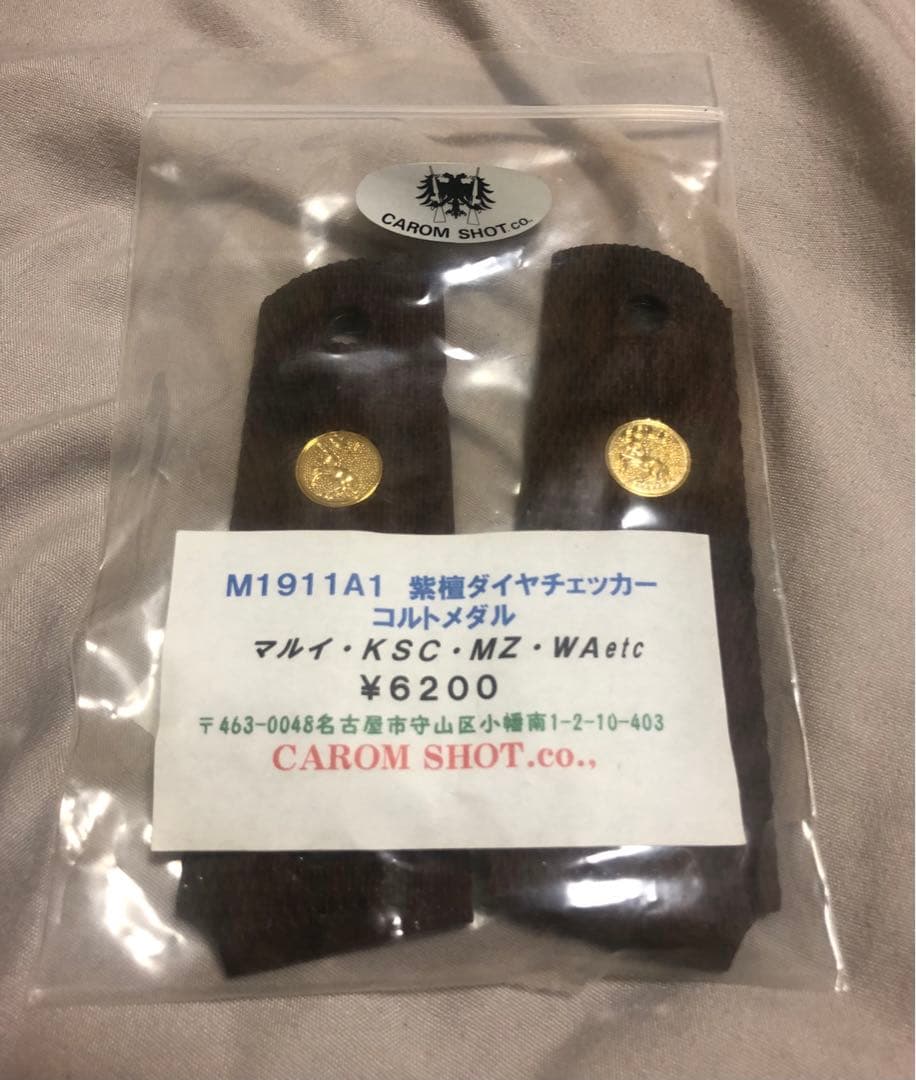 CAROM SHOT.co.
M1911A1 紫檀ダイヤチェッカー
コルトメダル
マルイ・KSC・MZ・WAetc
¥6200
〒463-0048名古屋市守山区小幡南1-2-10-403
CAROM SHOT.co.,